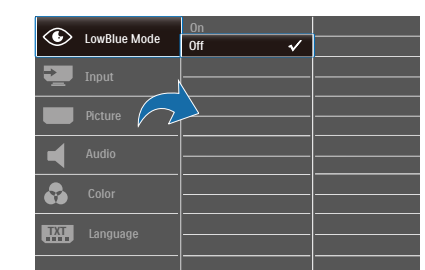 LowBlue Mode
On
Off
Input
Picture
Audio
Color
TXT
Language